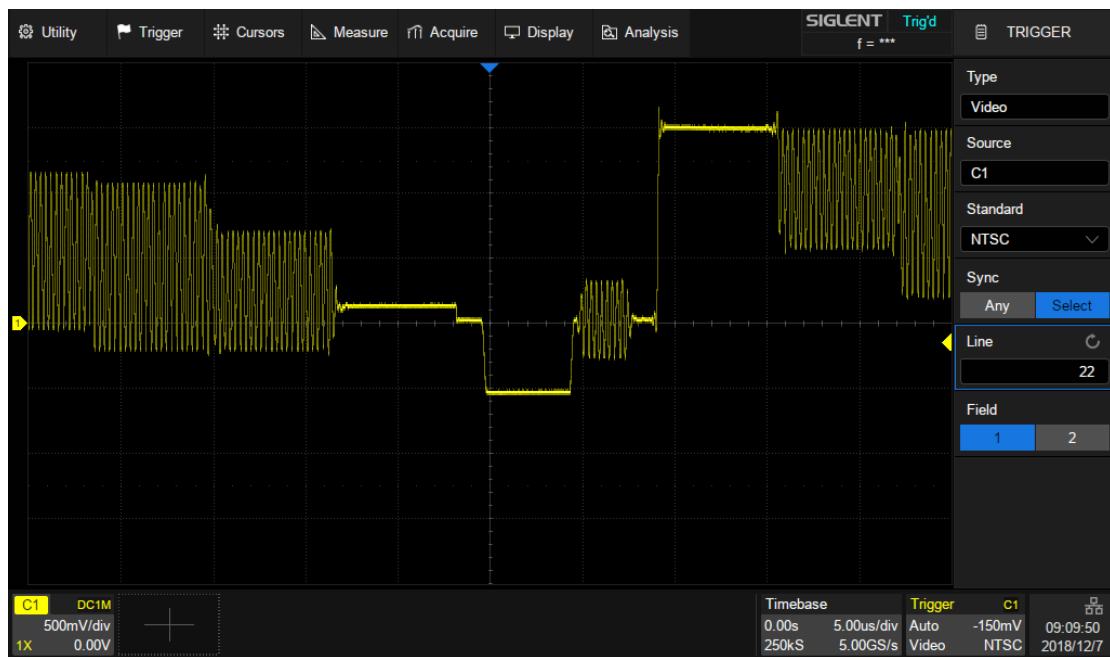 Utility Trigger Cursors Measure Acquire Display Analysis
SIGLENT Trig'd
f = ***
TRIGGER
Type
Video
Source
C1
Standard
NTSC
Sync
Any Select
Line
22
Field
1 2
1
C1 DC1M
500mV/div
1X 0.00V
Timebase
0.00s 5.00us/div
250kS 5.00GS/s
Trigger C1
Auto -150mV
Video NTSC
09:09:50
2018/12/7